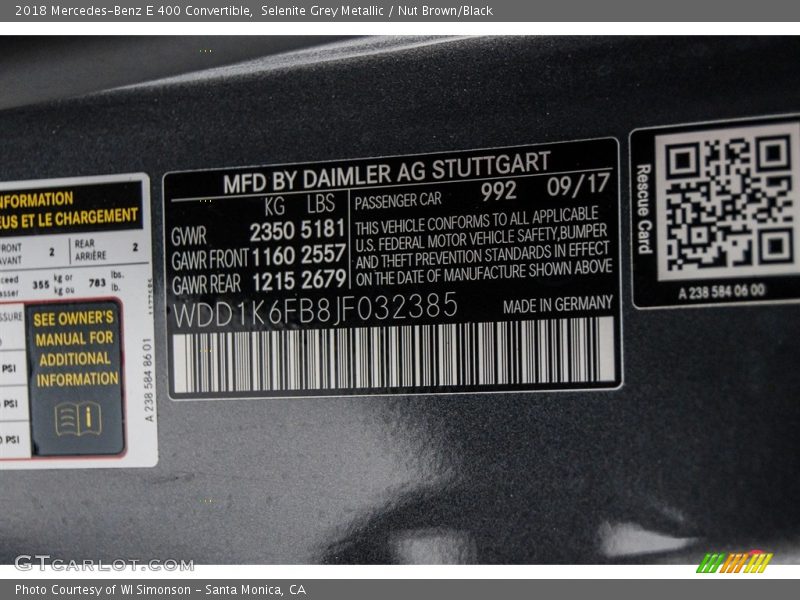 2018 Mercedes-Benz E 400 Convertible, Selenite Grey Metallic / Nut Brown/Black
NFORMATION
EUS ET LE CHARGEMENT
FRONT 2 REAR 2
AVANT ARRIÈRE
355 kg or 783 lbs.
kg ou lb.
SEE OWNER'S
MANUAL FOR
ADDITIONAL
INFORMATION
PSI
PSI
PSI
A 238 584 86 01
MFD BY DAIMLER AG STUTTGART
KG LBS
GWR 2350 5181
GAWR FRONT 1160 2557
GAWR REAR 1215 2679
PASSENGER CAR 992 09/17
THIS VEHICLE CONFORMS TO ALL APPLICABLE
U.S. FEDERAL MOTOR VEHICLE SAFETY,BUMPER
AND THEFT PREVENTION STANDARDS IN EFFECT
ON THE DATE OF MANUFACTURE SHOWN ABOVE
WDD1K6FB8JF032385 MADE IN GERMANY
Rescue Card
A 238 584 06 00
GTcarlot.com
Photo Courtesy of WI Simonson - Santa Monica, CA